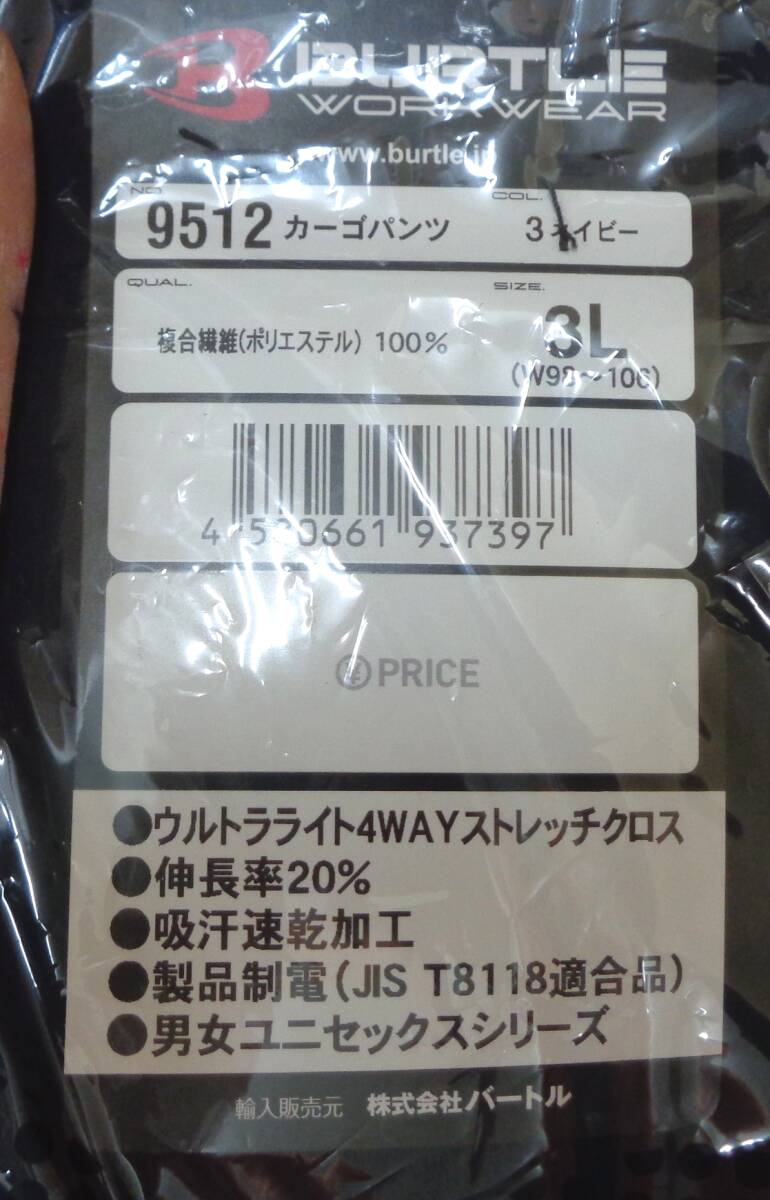 BURTLE
WORKWEAR
www.burtle.jp
NO.
9512 カーゴパンツ
COL.
3 ネイビー
QUAL.
複合繊維(ポリエステル) 100%
SIZE.
3L
(W98～106)
937397
PRICE
●ウルトラライト4WAYストレッチクロス
●伸長率20%
●吸汗速乾加工
●製品制電(JIS T8118適合品)
●男女ユニセックスシリーズ
輸入販売元 株式会社バートル